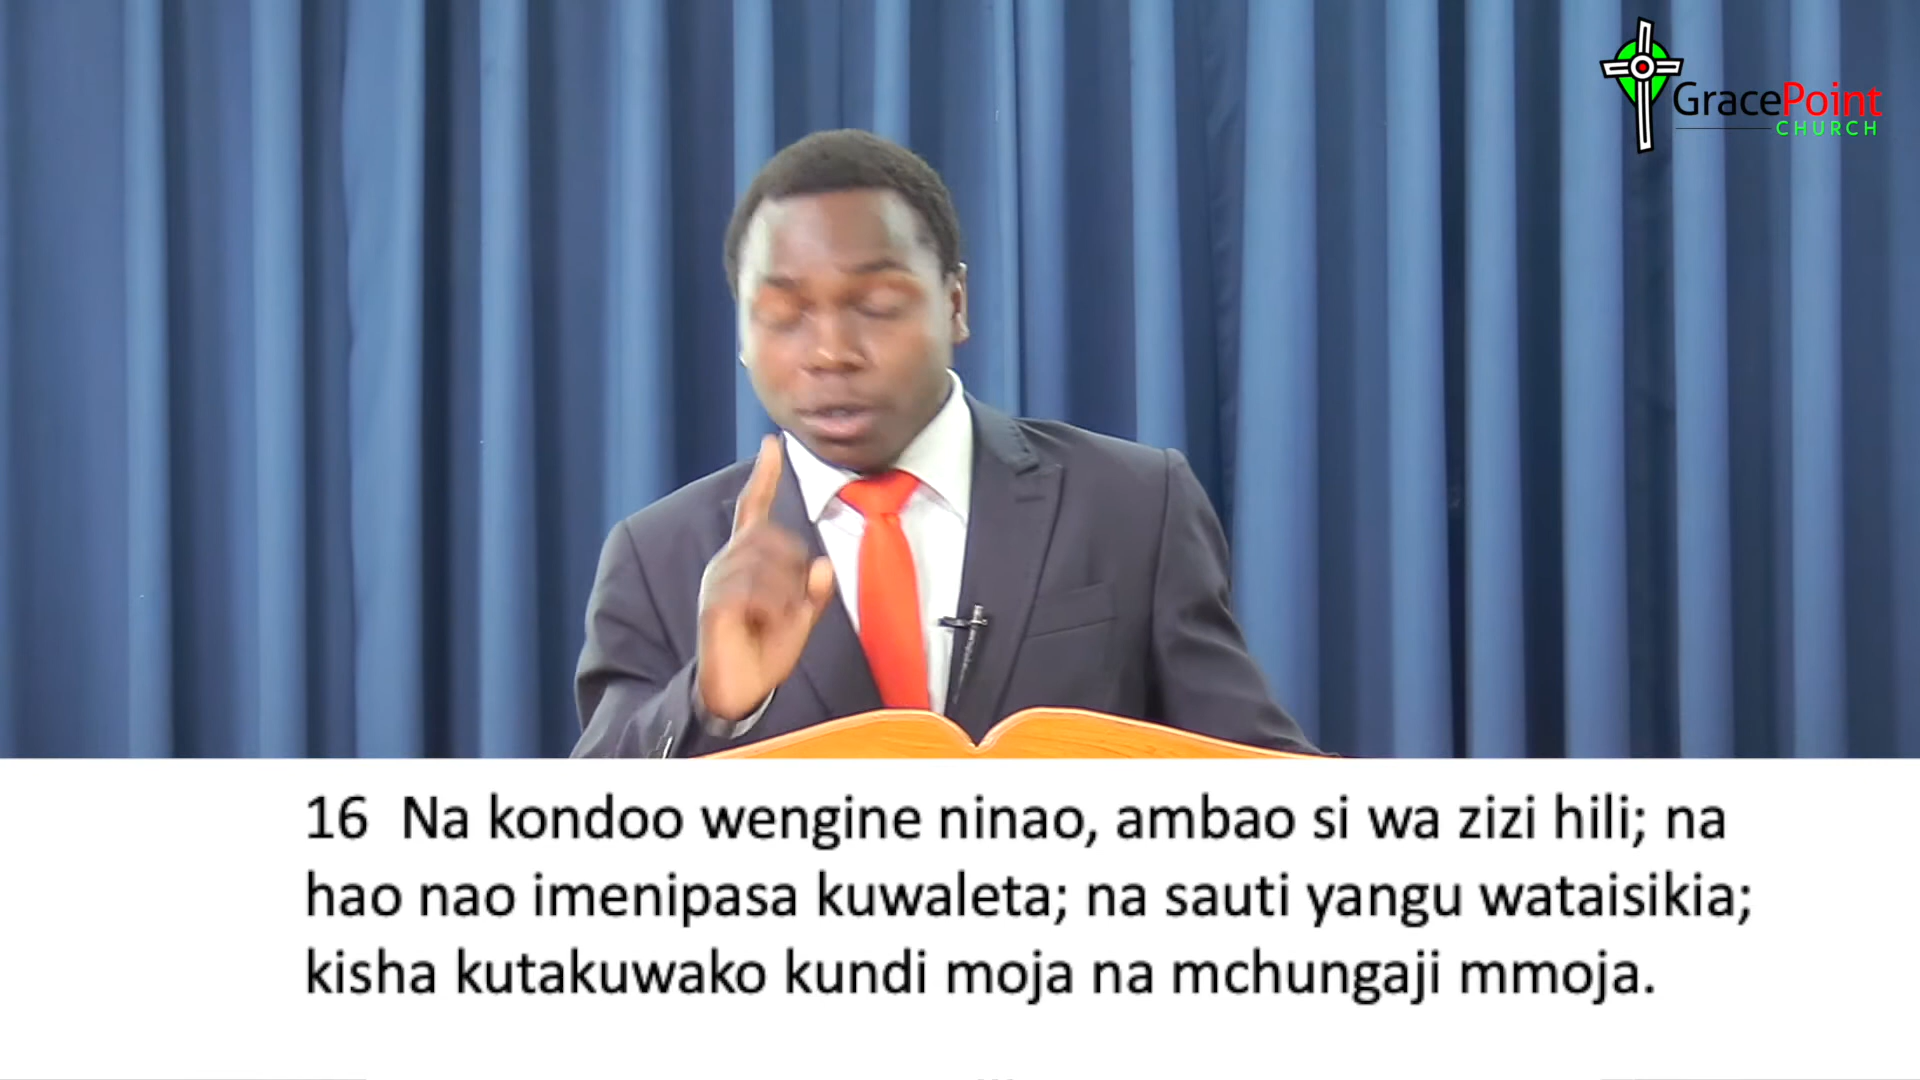 GracePoint
CHURCH
16 Na kondoo wengine ninao, ambao si wa zizi hili; na
hao nao imenipasa kuwaleta; na sauti yangu wataisikia;
kisha kutakuwako kundi moja na mchungaji mmoja.